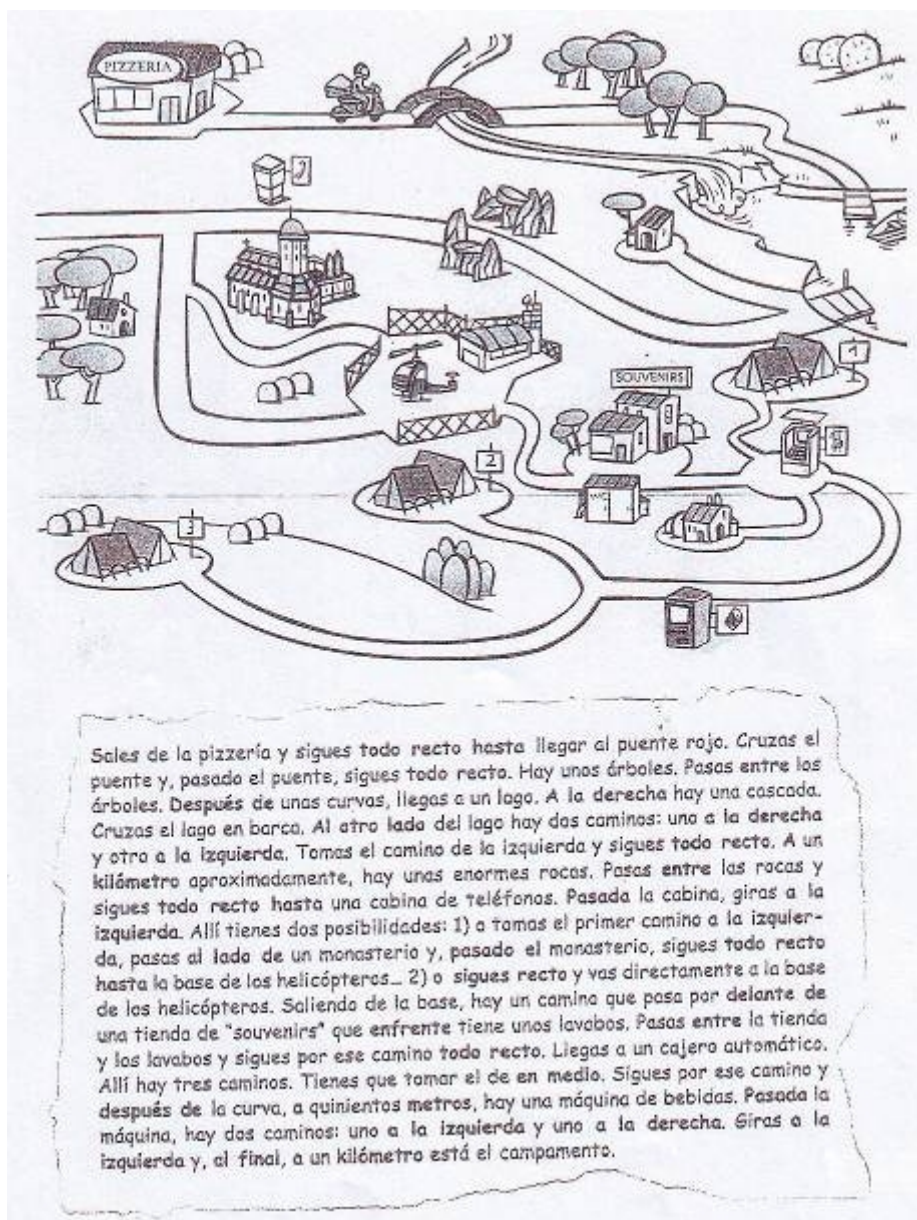 PIZZERIA
SOUVENIRS
1
2
3
Sales de la pizzería y sigues todo recto hasta llegar al puente rojo. Cruzas el
puente y, pasado el puente, sigues todo recto. Hay unos árboles. Pasas entre los
árboles. Después de unas curvas, llegas a un lago. A la derecha hay una cascada.
Cruzas el lago en barca. Al otro lado del lago hay dos caminos: uno a la derecha
y otro a la izquierda. Tomas el camino de la izquierda y sigues todo recto. A un
kilómetro aproximadamente, hay unas enormes rocas. Pasas entre las rocas y
sigues todo recto hasta una cabina de teléfonos. Pasada la cabina, giras a la
izquierda. Allí tienes dos posibilidades: 1) o tomas el primer camino a la izquier-
da, pasas al lado de un monasterio y, pasado el monasterio, sigues todo recto
hasta la base de los helicópteros... 2) o sigues recto y vas directamente a la base
de los helicópteros. Saliendo de la base, hay un camino que pasa por delante de
una tienda de "souvenirs" que enfrente tiene unos lavabos. Pasas entre la tienda
y los lavabos y sigues por ese camino todo recto. Llegas a un cajero automático.
Allí hay tres caminos. Tienes que tomar el de en medio. Sigues por ese camino y
después de la curva, a quinientos metros, hay una máquina de bebidas. Pasada la
máquina, hay dos caminos: uno a la izquierda y uno a la derecha. Giras a la
izquierda y, al final, a un kilómetro está el campamento.